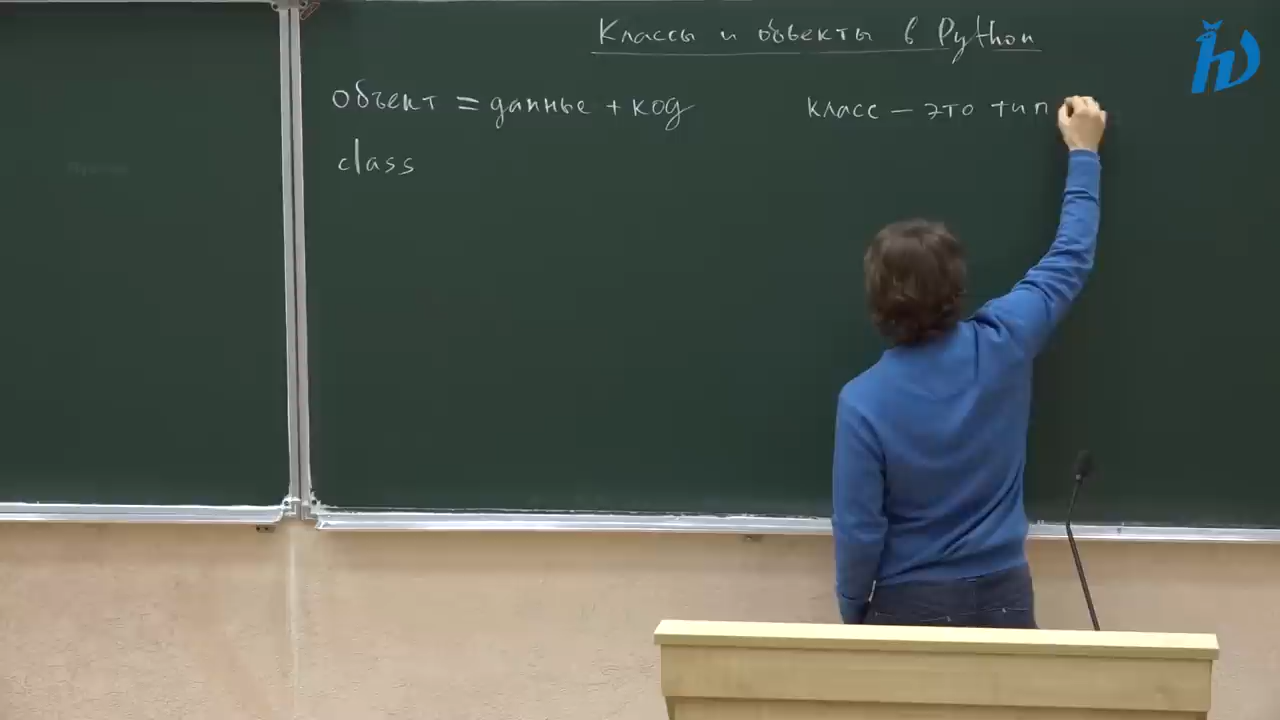 Классы и объекты в Python
объект = данные + код
class
класс — это тип